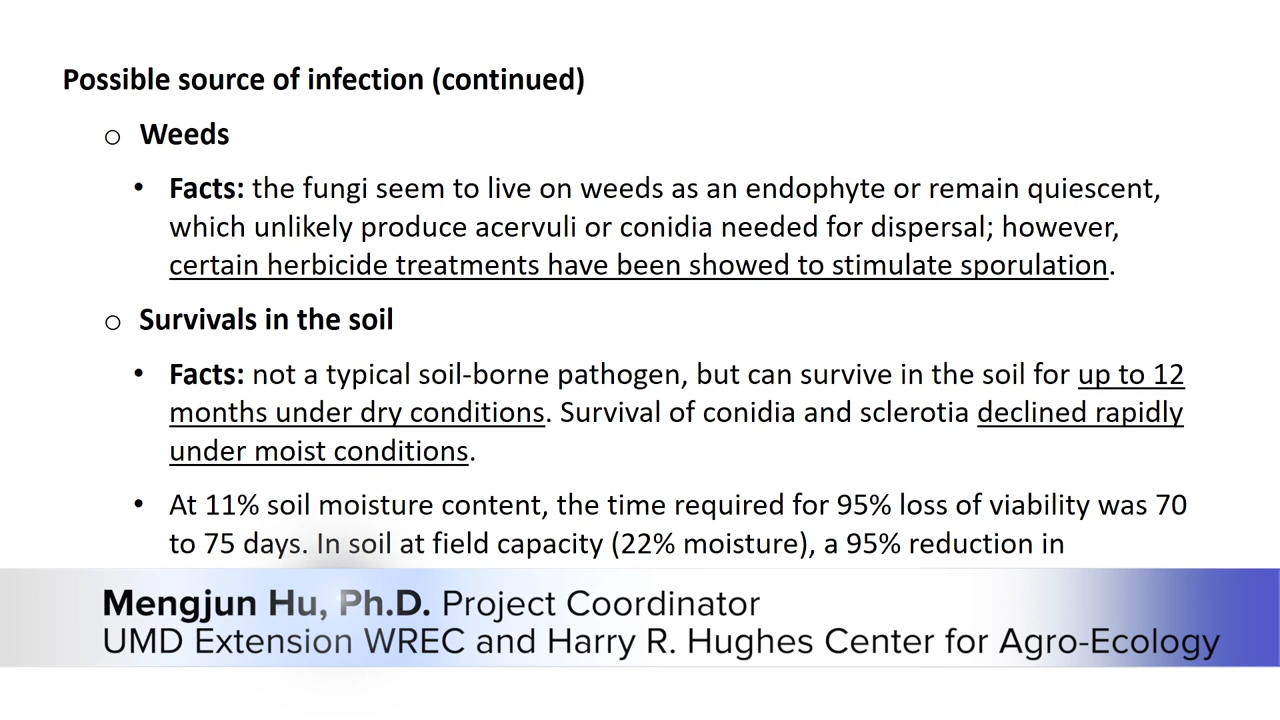 Possible source of infection (continued)
o Weeds
• Facts: the fungi seem to live on weeds as an endophyte or remain quiescent,
which unlikely produce acervuli or conidia needed for dispersal; however,
certain herbicide treatments have been showed to stimulate sporulation.
o Survivals in the soil
• Facts: not a typical soil-borne pathogen, but can survive in the soil for up to 12
months under dry conditions. Survival of conidia and sclerotia declined rapidly
under moist conditions.
• At 11% soil moisture content, the time required for 95% loss of viability was 70
to 75 days. In soil at field capacity (22% moisture), a 95% reduction in
Mengjun Hu, Ph.D. Project Coordinator
UMD Extension WREC and Harry R. Hughes Center for Agro-Ecology